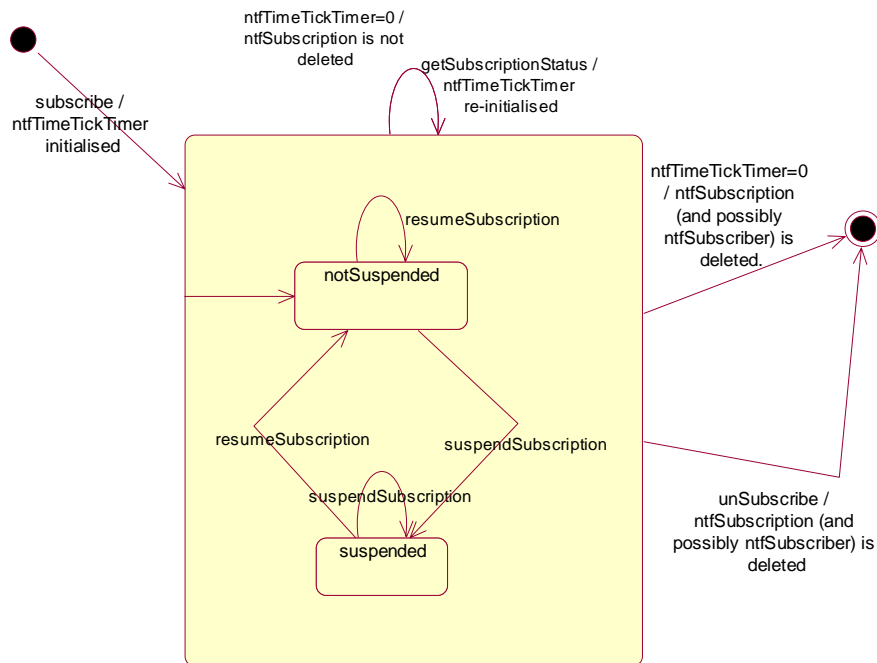 ntfTimeTickTimer=0 /
ntfSubscription is not
deleted
getSubscriptionStatus /
ntfTimeTickTimer
re-initialised
subscribe /
ntfTimeTickTimer
initialised
ntfTimeTickTimer=0
/ ntfSubscription
(and possibly
ntfSubscriber) is
deleted.
resumeSubscription
notSuspended
resumeSubscription
suspendSubscription
suspendSubscription
suspended
unSubscribe /
ntfSubscription (and
possibly ntfSubscriber) is
deleted